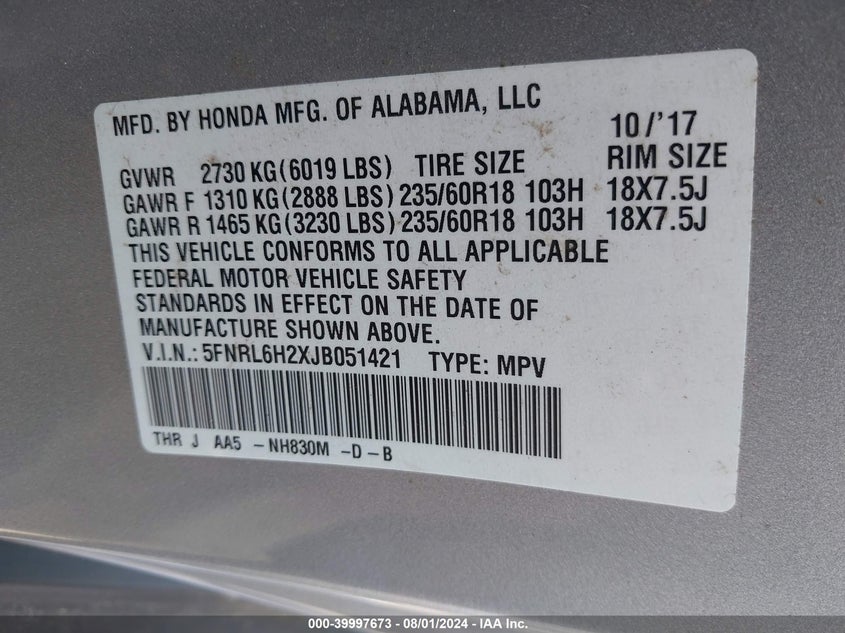 MFD. BY HONDA MFG. OF ALABAMA, LLC
10/'17
GVWR 2730 KG(6019 LBS) TIRE SIZE RIM SIZE
GAWR F 1310 KG(2888 LBS) 235/60R18 103H 18X7.5J
GAWR R 1465 KG(3230 LBS) 235/60R18 103H 18X7.5J
THIS VEHICLE CONFORMS TO ALL APPLICABLE
FEDERAL MOTOR VEHICLE SAFETY
STANDARDS IN EFFECT ON THE DATE OF
MANUFACTURE SHOWN ABOVE.
V.I.N.: 5FNRL6H2XJB051421 TYPE: MPV
THR J AA5 -NH830M -D-B
000-39997673 - 08/01/2024 - IAA Inc.